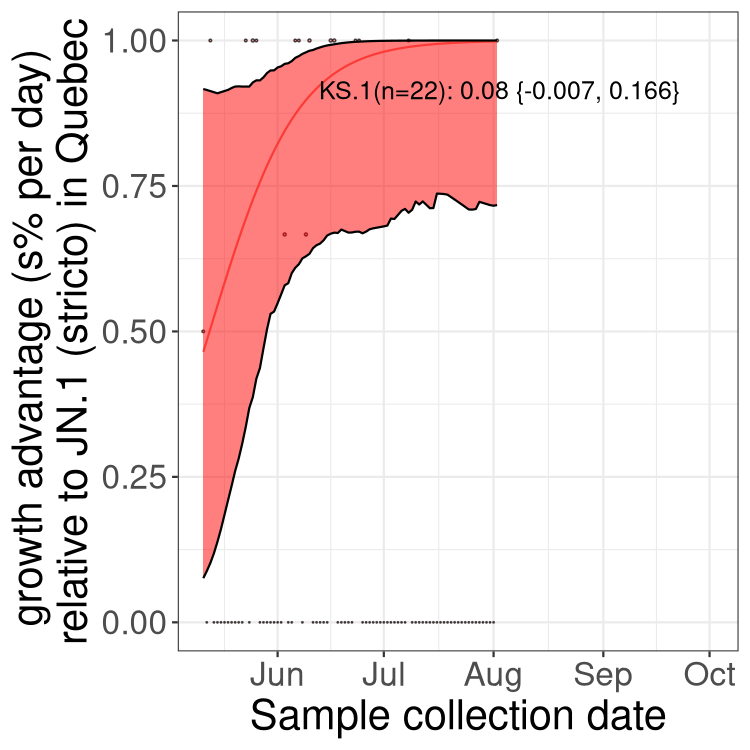 growth advantage (s% per day)
relative to JN.1 (stricto) in Quebec
1.00
0.75
0.50
0.25
0.00
KS.1(n=22): 0.08 {-0.007, 0.166}
Jun Jul Aug Sep Oct
Sample collection date